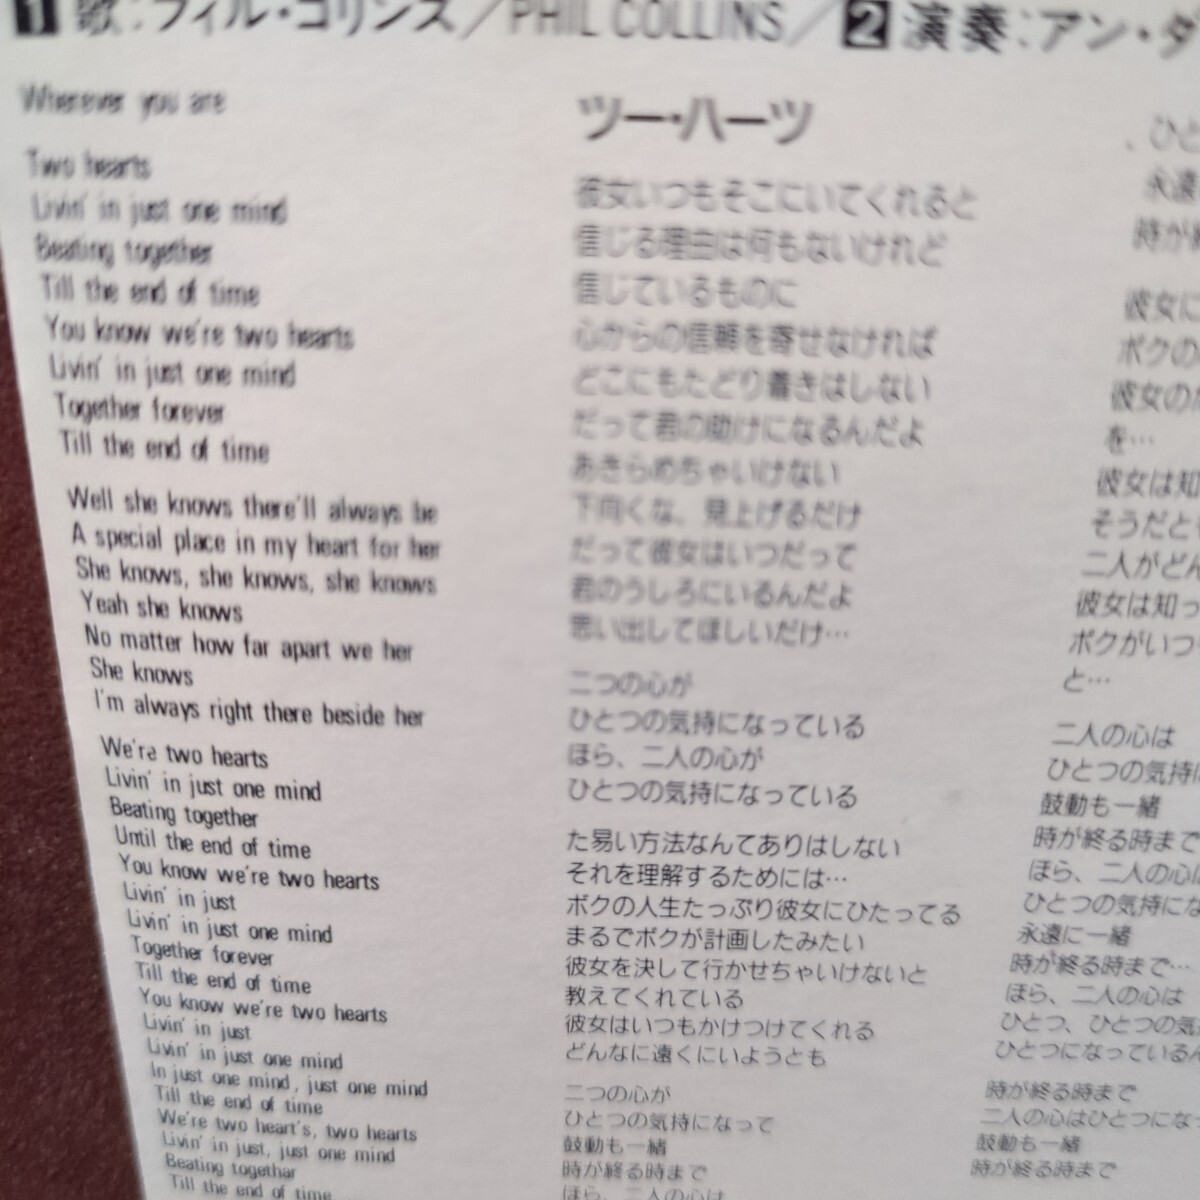 1 歌：フィル・コリンズ／PHIL COLLINS／2 演奏：アン・ダ
Wherever you are
Two hearts
Livin' in just one mind
Beating together
Till the end of time
You know we're two hearts
Livin' in just one mind
Together forever
Till the end of time
Well she knows there'll always be
A special place in my heart for her
She knows, she knows, she knows
Yeah she knows
No matter how far apart we her
She knows
I'm always right there beside her
We're two hearts
Livin' in just one mind
Beating together
Until the end of time
You know we're two hearts
Livin' in just
Livin' in just one mind
Together forever
Till the end of time
You know we're two hearts
Livin' in just
Livin' in just one mind
In just one mind, just one mind
Till the end of time
We're two heart's, two hearts
Livin' in just, just one mind
Beating togethar
Till the end of time
ツー・ハーツ
彼女いつもそこにいてくれると
信じる理由は何もないけれど
信じているものに
心からの信頼を寄せなければ
どこにもたどり着きはしない
だって君の助けになるんだよ
あきらめちゃいけない
下向くな、見上げるだけ
だって彼女はいつだって
君のうしろにいるんだよ
思い出してほしいだけ…
二つの心が
ひとつの気持になっている
ほら、二人の心が
ひとつの気持になっている
た易い方法なんてありはしない
それを理解するためには…
ボクの人生たっぷり彼女にひたってる
まるでボクが計画したみたい
彼女を決して行かせちゃいけないと
教えてくれている
彼女はいつもかけつけてくれる
どんなに遠くにいようとも
二つの心が
ひとつの気持になって
鼓動も一緒
時が終る時まで
ほら、二人の心は
、ひと
永遠
時が終
彼女に
ボクの
彼女の
を…
彼女は知
そうだと
二人がどん
彼女は知っ
ボクがいつ
と…
二人の心は
ひとつの気持に
鼓動も一緒
時が終る時まで
ほら、二人の心は
ひとつの気持にな
永遠に一緒
時が終る時まで…
ほら、二人の心は
ひとつ、ひとつの気
ひとつになっている
時が終る時まで
二人の心はひとつにな
鼓動も一緒
時が終る時まで